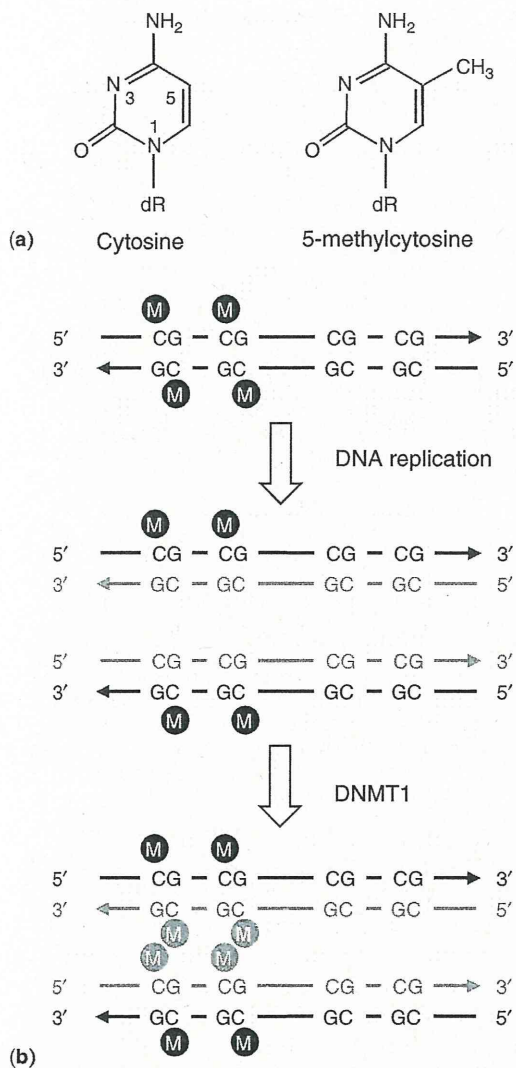 NH₂ NH₂
N 3 5 N CH₃
O N 1 O N
dR dR
(a) Cytosine 5-methylcytosine
M M
5′ CG CG CG CG 3′
3′ GC GC GC GC 5′
M M
DNA replication
M M
5′ CG CG CG CG 3′
3′ GC GC GC GC 5′
5′ CG CG CG CG 3′
3′ GC GC GC GC 5′
M M
DNMT1
M M
5′ CG CG CG CG 3′
3′ GC GC GC GC 5′
M M
M M
5′ CG CG CG CG 3′
3′ GC GC GC GC 5′
M M
(b)